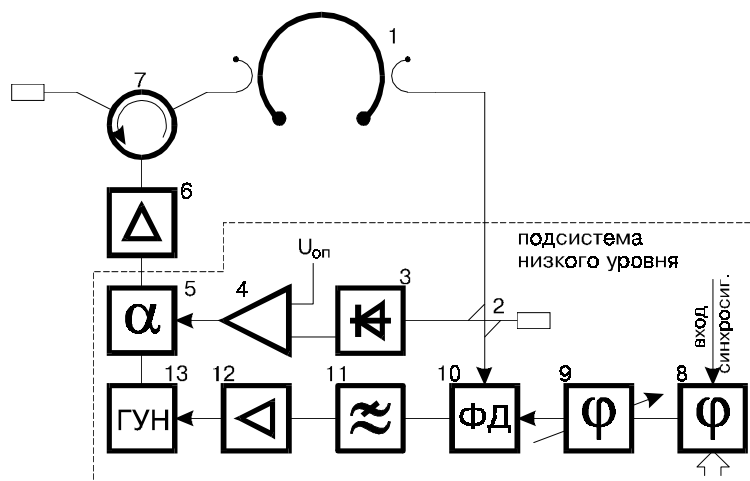 1
7
6
подсистема
низкого уровня
Uоп
5
4
3
2
α
вход
синхросиг.
13
12
11
10
9
8
ГУН
ФД
φ
φ